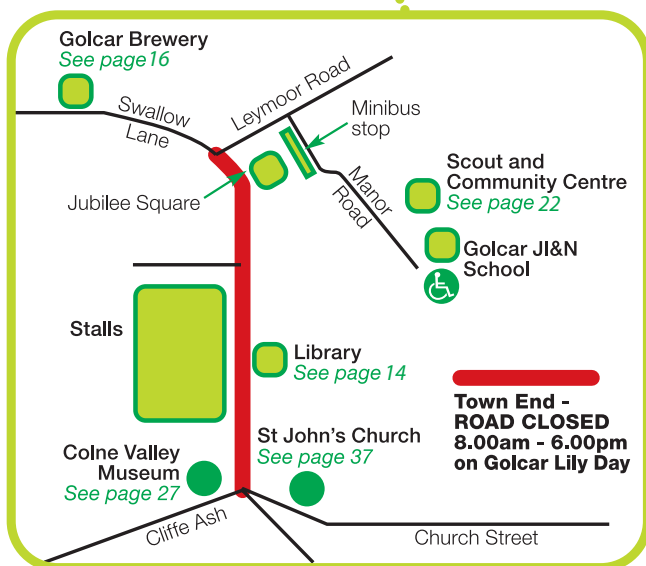 Golcar Brewery
See page 16
Swallow
Lane
Leymoor Road
Minibus
stop
Manor
Road
Scout and
Community Centre
See page 22
Jubilee Square
Golcar JI&N
School
Stalls
Library
See page 14
Town End -
ROAD CLOSED
8.00am - 6.00pm
on Golcar Lily Day
St John's Church
See page 37
Colne Valley
Museum
See page 27
Cliffe Ash
Church Street